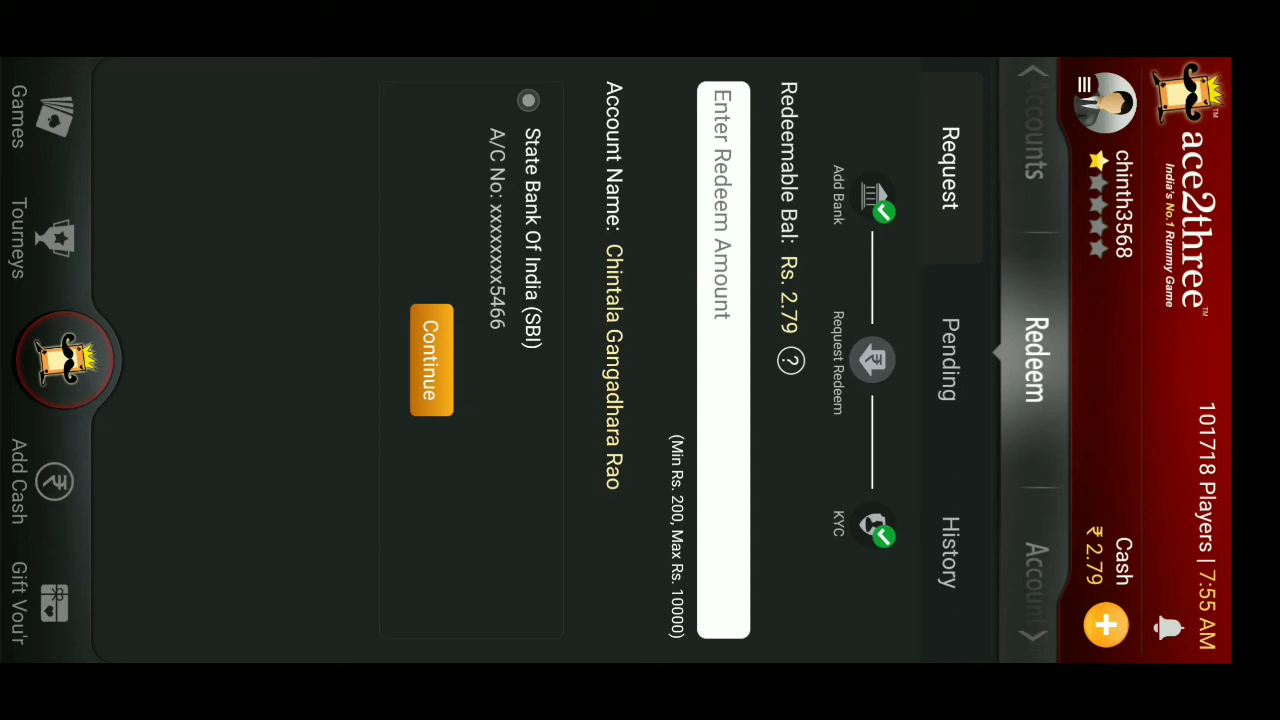 ace2three™
India's No.1 Rummy Game
101718 Players | 7:55 AM
chinth3568
Cash
₹ 2.79
Accounts
Redeem
Account
Request
Pending
History
Add Bank
Request Redeem
KYC
Redeemable Bal: Rs. 2.79 ?
Enter Redeem Amount
(Min Rs. 200, Max Rs. 10000)
Account Name: Chintala Gangadhara Rao
State Bank Of India (SBI)
A/C No: xxxxxxxxx5466
Continue
Games
Tourneys
Add Cash
Gift Vou'r